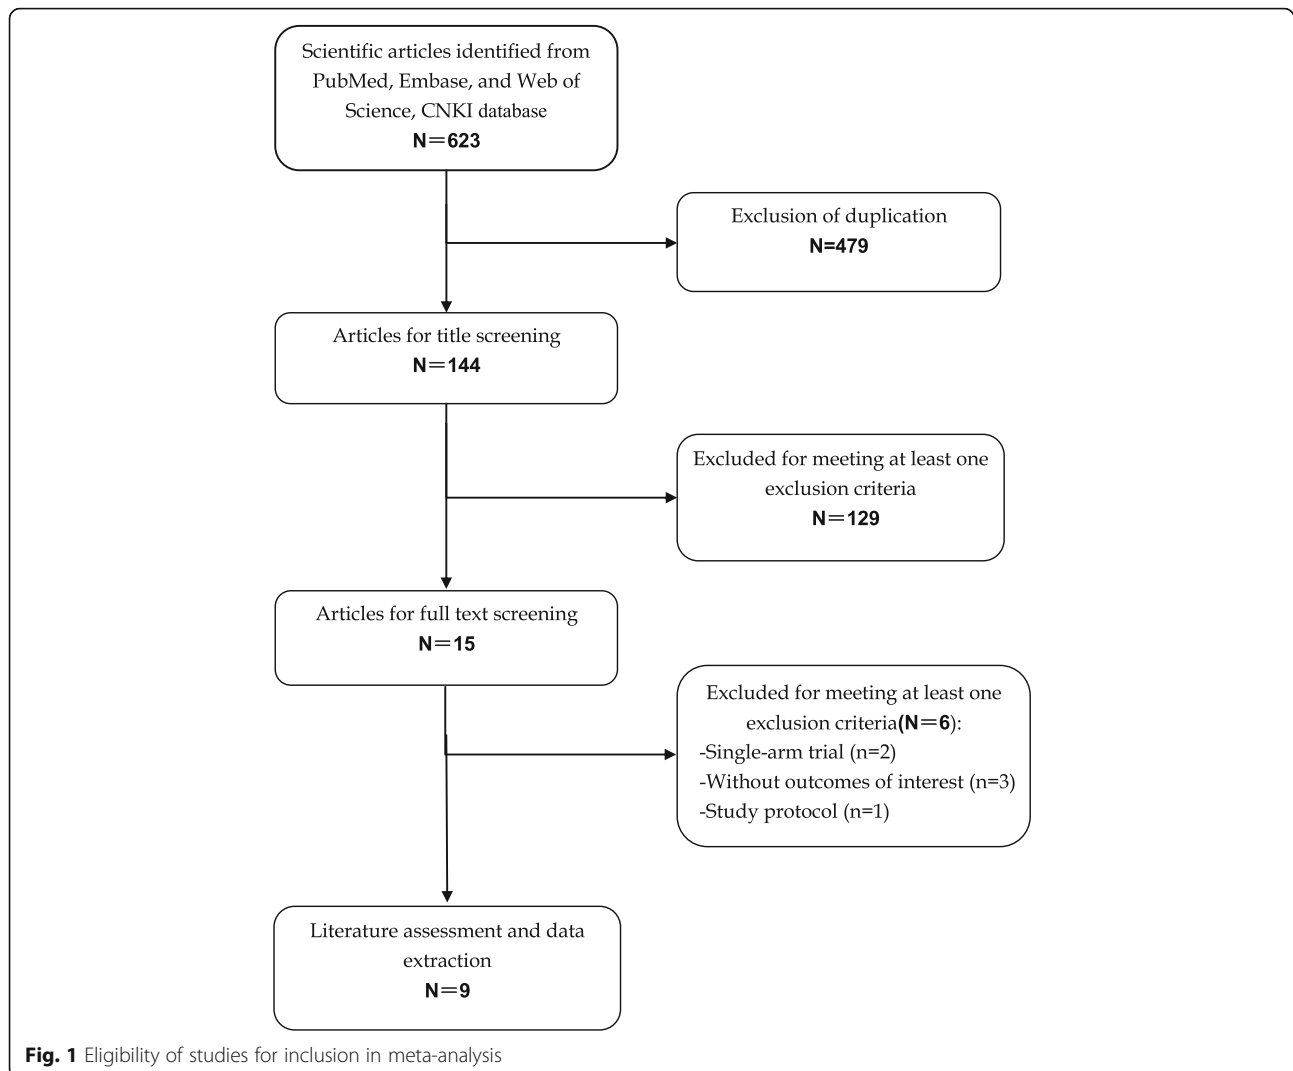 Scientific articles identified from
PubMed, Embase, and Web of
Science, CNKI database
N＝623
Exclusion of duplication
N=479
Articles for title screening
N＝144
Excluded for meeting at least one
exclusion criteria
N＝129
Articles for full text screening
N＝15
Excluded for meeting at least one
exclusion criteria(N＝6):
-Single-arm trial (n=2)
-Without outcomes of interest (n=3)
-Study protocol (n=1)
Literature assessment and data
extraction
N＝9
Fig. 1 Eligibility of studies for inclusion in meta-analysis